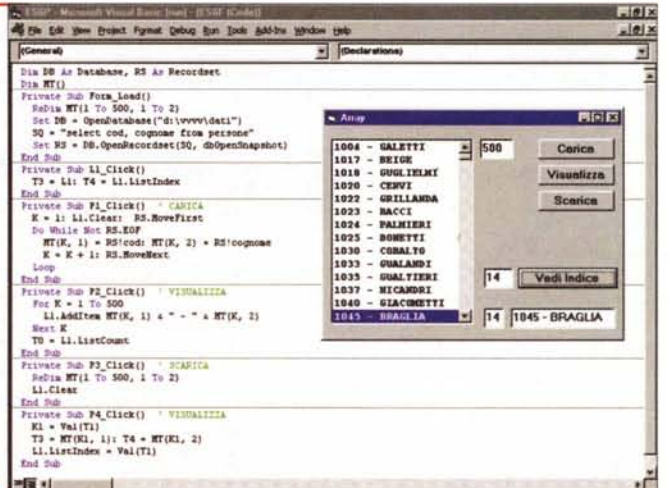 ESGP - Microsoft Visual Basic [run] - [ESGF (Code)]
File Edit View Project Format Debug Run Tools Add-Ins Window Help
(General)
(Declarations)
Dim DB As Database, RS As Recordset
Dim MT()
Private Sub Form_Load()
ReDim MT(1 To 500, 1 To 2)
Set DB = OpenDatabase("d:\vvvv\dati")
SQ = "select cod, cognome from persone"
Set RS = DB.OpenRecordset(SQ, dbOpenSnapshot)
End Sub
Private Sub L1_Click()
T3 = L1: T4 = L1.ListIndex
End Sub
Private Sub P1_Click() ' CARICA
K = 1: L1.Clear: RS.MoveFirst
Do While Not RS.EOF
MT(K, 1) = RS!cod: MT(K, 2) = RS!cognome
K = K + 1: RS.MoveNext
Loop
End Sub
Private Sub P2_Click() ' VISUALIZZA
For K = 1 To 500
L1.AddItem MT(K, 1) & " - " & MT(K, 2)
Next K
T0 = L1.ListCount
End Sub
Private Sub P3_Click() ' SCARICA
ReDim MT(1 To 500, 1 To 2)
L1.Clear
End Sub
Private Sub P4_Click() ' VISUALIZZA
K1 = Val(T1)
T3 = MT(K1, 1): T4 = MT(K1, 2)
L1.ListIndex = Val(T1)
End Sub
Array
1004 - GALETTI
1017 - BEIGE
1018 - GUGLIELMI
1020 - CENVI
1022 - GRILLANDA
1023 - BACCI
1024 - PALMIERI
1025 - BONETTI
1030 - COBALTO
1033 - GUALANDI
1035 - GUALTIERI
1037 - NICANDRI
1040 - GIACOMETTI
1045 - BRAGLIA
500
Carica
Visualizza
Scarica
14
Vedi Indice
14
1045 - BRAGLIA